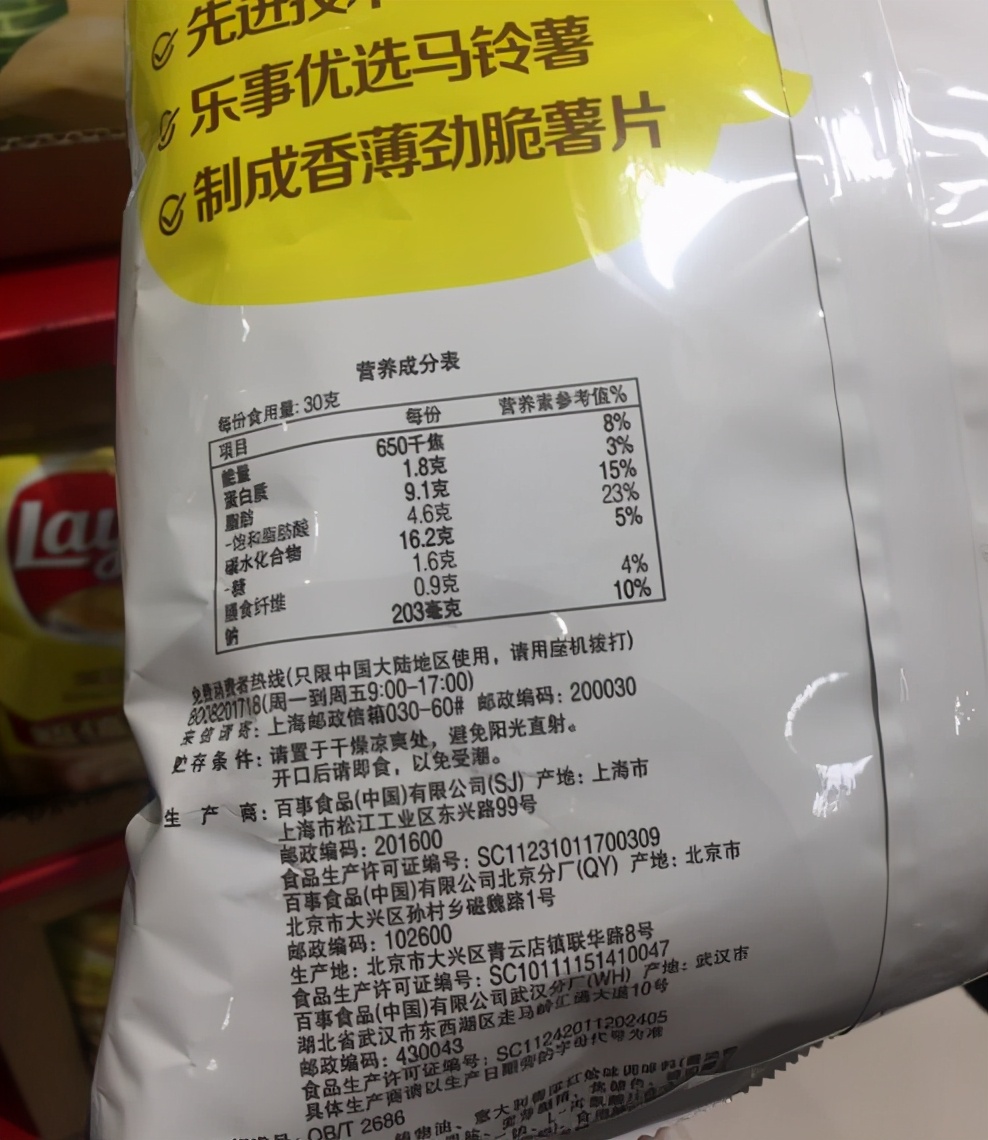 先进技术
乐事优选马铃薯
制成香薄劲脆薯片
营养成分表
每份食用量: 30克
项目 每份 营养素参考值%
能量 650千焦 8%
蛋白质 1.8克 3%
脂肪 9.1克 15%
-饱和脂肪酸 4.6克 23%
碳水化合物 16.2克 5%
-糖 1.6克
膳食纤维 0.9克 4%
钠 203毫克 10%
免费消费者热线(只限中国大陆地区使用，请用座机拨打)
8008201718(周一到周五9:00-17:00)
来信请寄: 上海邮政信箱030-60# 邮政编码: 200030
贮存条件: 请置于干燥凉爽处，避免阳光直射。
开口后请即食，以免受潮。
生产商: 百事食品(中国)有限公司(SJ) 产地: 上海市
上海市松江工业区东兴路99号
邮政编码: 201600
食品生产许可证编号: SC11231011700309
百事食品(中国)有限公司北京分厂(QY) 产地: 北京市
北京市大兴区孙村乡磁魏路1号
邮政编码: 102600
生产地: 北京市大兴区青云店镇联华路8号
食品生产许可证编号: SC10111151410047
百事食品(中国)有限公司武汉分厂(WH) 产地: 武汉市
湖北省武汉市东西湖区走马岭汇通大道10号
邮政编码: 430043
食品生产许可证编号: SC11242011202405
具体生产商请以生产日期旁的字母代号为准
QB/T 2686
植物油、意大利香浓红烩味调味料
Lay